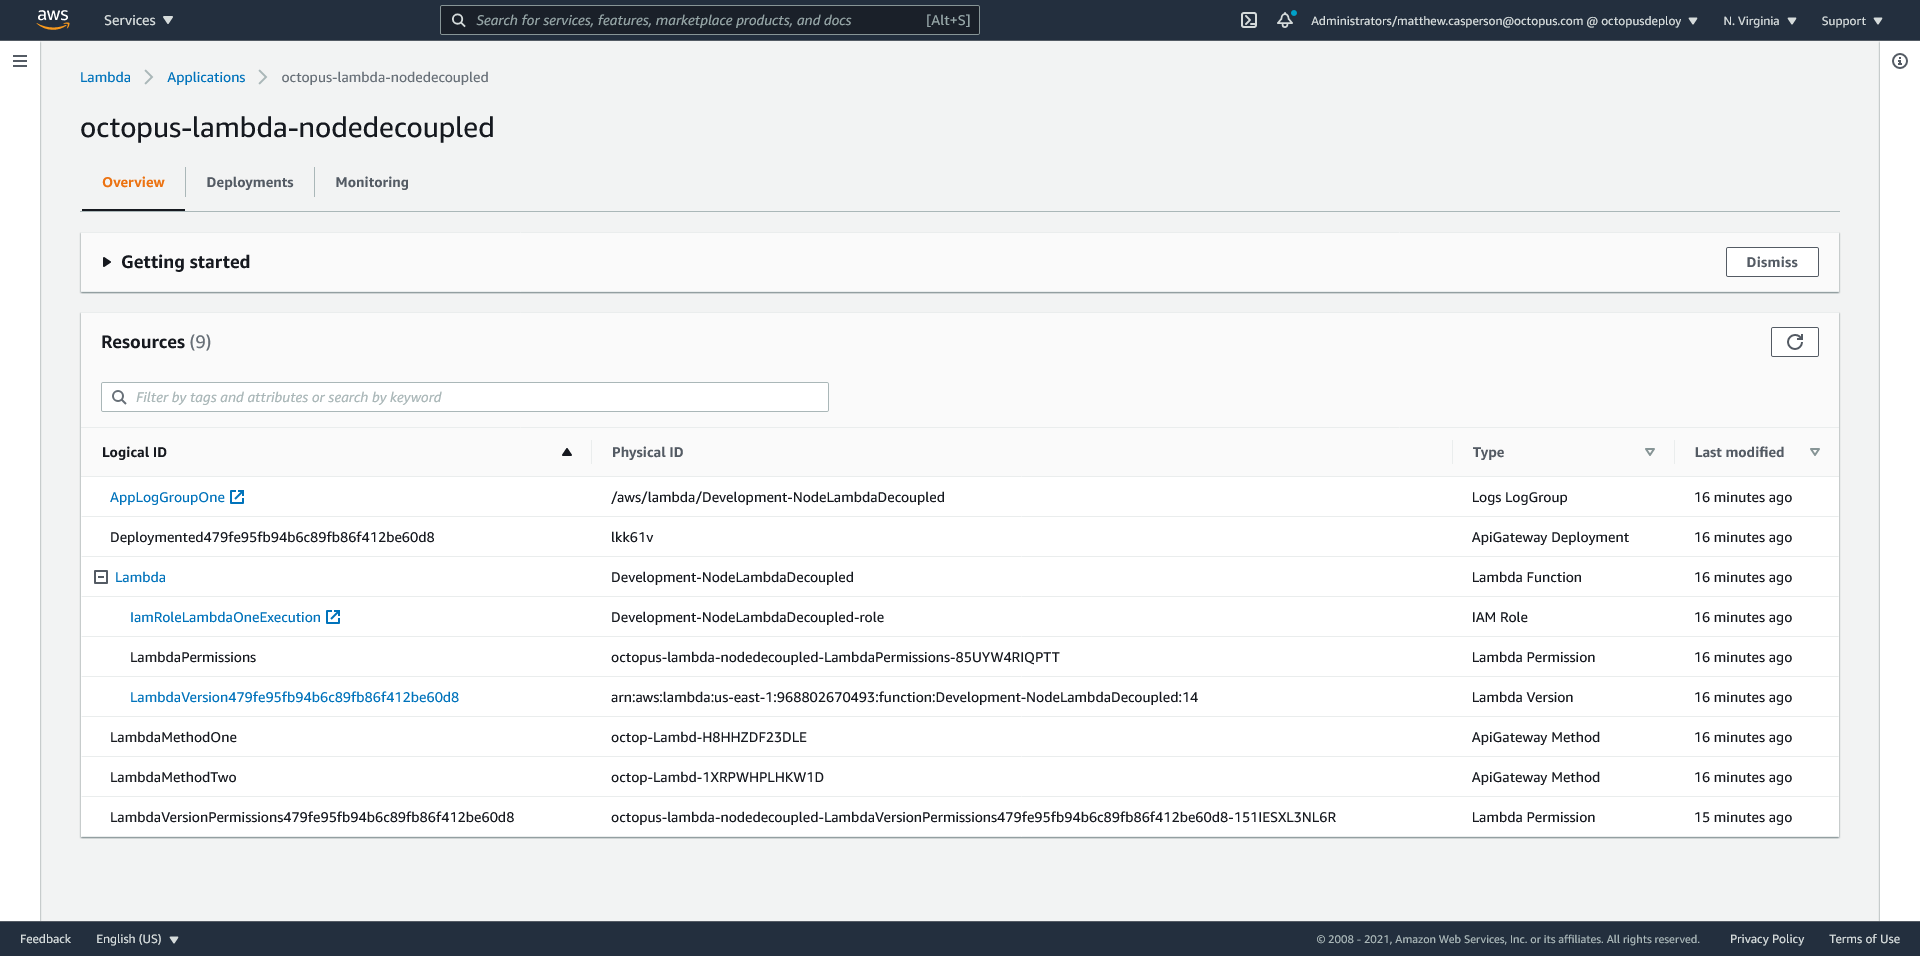 aws Services Search for services, features, marketplace products, and docs [Alt+S] Administrators/matthew.casperson@octopus.com @ octopusdeploy N. Virginia Support
Lambda Applications octopus-lambda-nodedecoupled
octopus-lambda-nodedecoupled
Overview Deployments Monitoring
Getting started Dismiss
Resources (9)
Filter by tags and attributes or search by keyword
Logical ID Physical ID Type Last modified
AppLogGroupOne /aws/lambda/Development-NodeLambdaDecoupled Logs LogGroup 16 minutes ago
Deploymented479fe95fb94b6c89fb86f412be60d8 lkk61v ApiGateway Deployment 16 minutes ago
Lambda Development-NodeLambdaDecoupled Lambda Function 16 minutes ago
IamRoleLambdaOneExecution Development-NodeLambdaDecoupled-role IAM Role 16 minutes ago
LambdaPermissions octopus-lambda-nodedecoupled-LambdaPermissions-85UYW4RIQPTT Lambda Permission 16 minutes ago
LambdaVersion479fe95fb94b6c89fb86f412be60d8 arn:aws:lambda:us-east-1:968802670493:function:Development-NodeLambdaDecoupled:14 Lambda Version 16 minutes ago
LambdaMethodOne octop-Lambd-H8HHZDF23DLE ApiGateway Method 16 minutes ago
LambdaMethodTwo octop-Lambd-1XRPWHPLHKW1D ApiGateway Method 16 minutes ago
LambdaVersionPermissions479fe95fb94b6c89fb86f412be60d8 octopus-lambda-nodedecoupled-LambdaVersionPermissions479fe95fb94b6c89fb86f412be60d8-151IESXL3NL6R Lambda Permission 15 minutes ago
Feedback English (US) © 2008 - 2021, Amazon Web Services, Inc. or its affiliates. All rights reserved. Privacy Policy Terms of Use